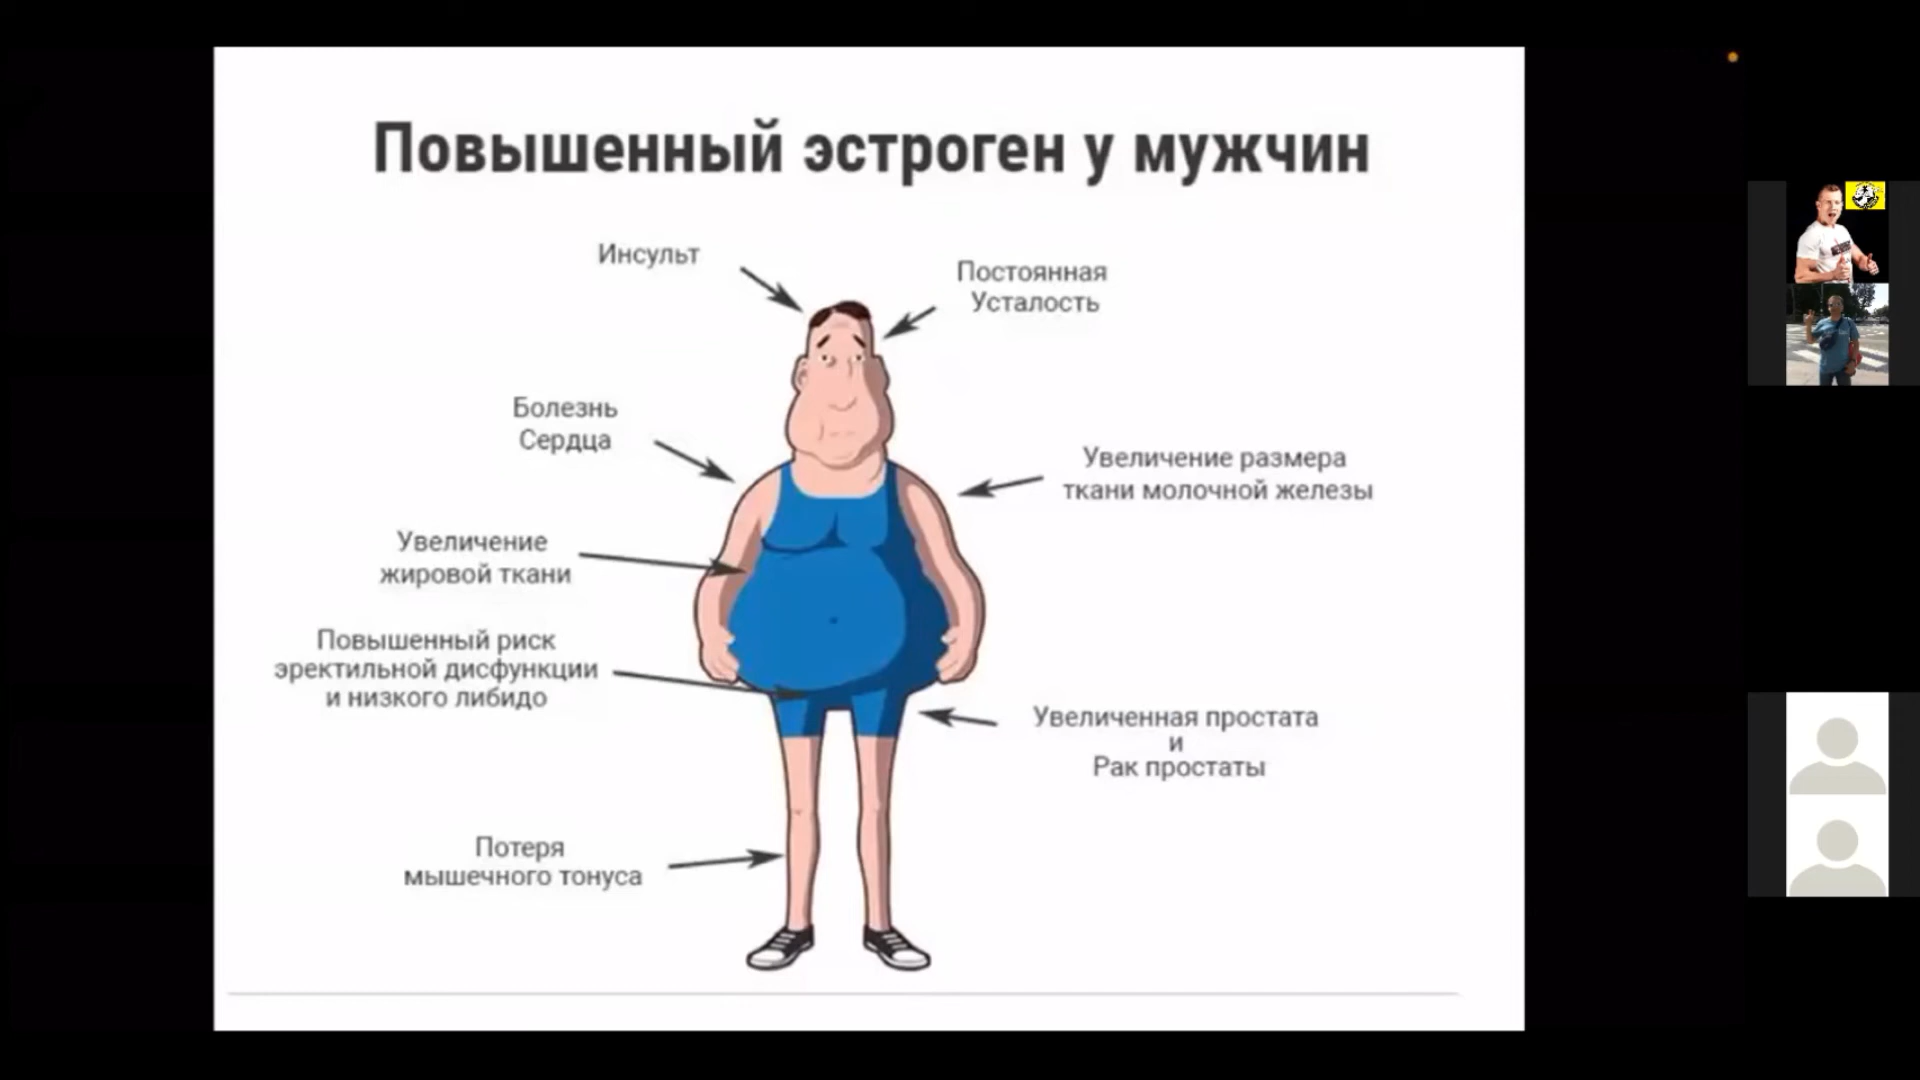 Повышенный эстроген у мужчин
Инсульт
Постоянная
Усталость
Болезнь
Сердца
Увеличение размера
ткани молочной железы
Увеличение
жировой ткани
Повышенный риск
эректильной дисфункции
и низкого либидо
Увеличенная простата
и
Рак простаты
Потеря
мышечного тонуса